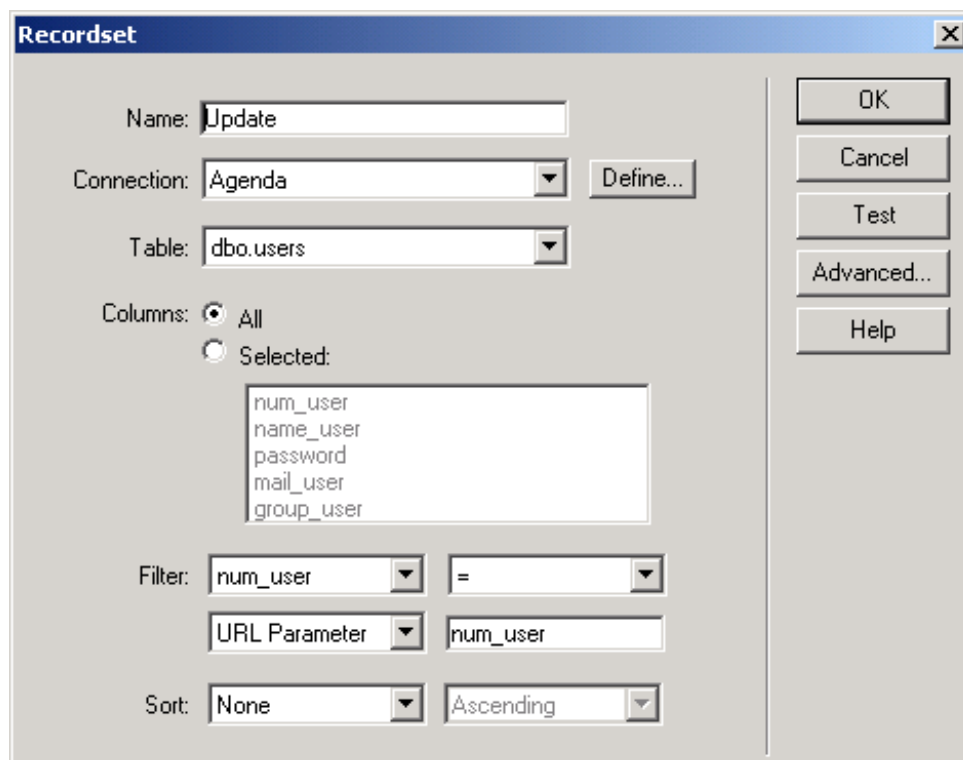 Recordset
Name: Update
OK
Connection: Agenda Define...
Cancel
Table: dbo.users
Test
Columns: All
Advanced...
Selected:
Help
num_user
name_user
password
mail_user
group_user
Filter: num_user =
URL Parameter num_user
Sort: None Ascending